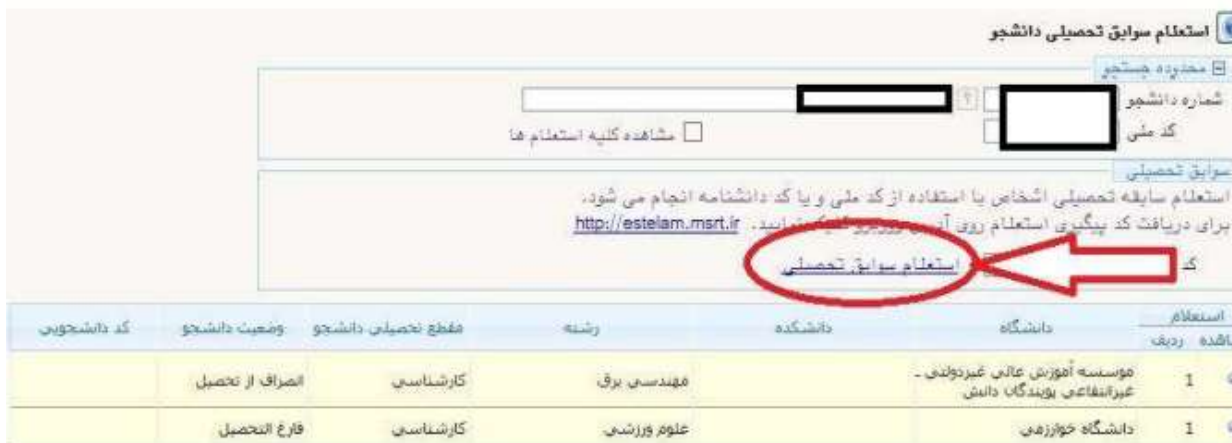 استعلام سوابق تحصیلی دانشجو
محدوده جستجو
شماره دانشجو
کد ملی
مشاهده کلیه استعلام ها
سوابق تحصیلی
استعلام سابقه تحصیلی اشخاص با استفاده از کد ملی و یا کد دانشنامه انجام می شود.
برای دریافت کد پیگیری استعلام روی آدرس روبرو کلیک نمایید. http://estelam.msrt.ir
کد استعلام سوابق تحصیلی
استعلام دانشگاه دانشکده رشته مقطع تحصیلی دانشجو وضعیت دانشجو کد دانشجویی
ردیف
1 موسسه آموزش عالی غیردولتی - غیرانتفاعی پویندگان دانش مهندسی برق کارشناسی انصراف از تحصیل
1 دانشگاه خوارزمی علوم ورزشی کارشناسی فارغ التحصیل